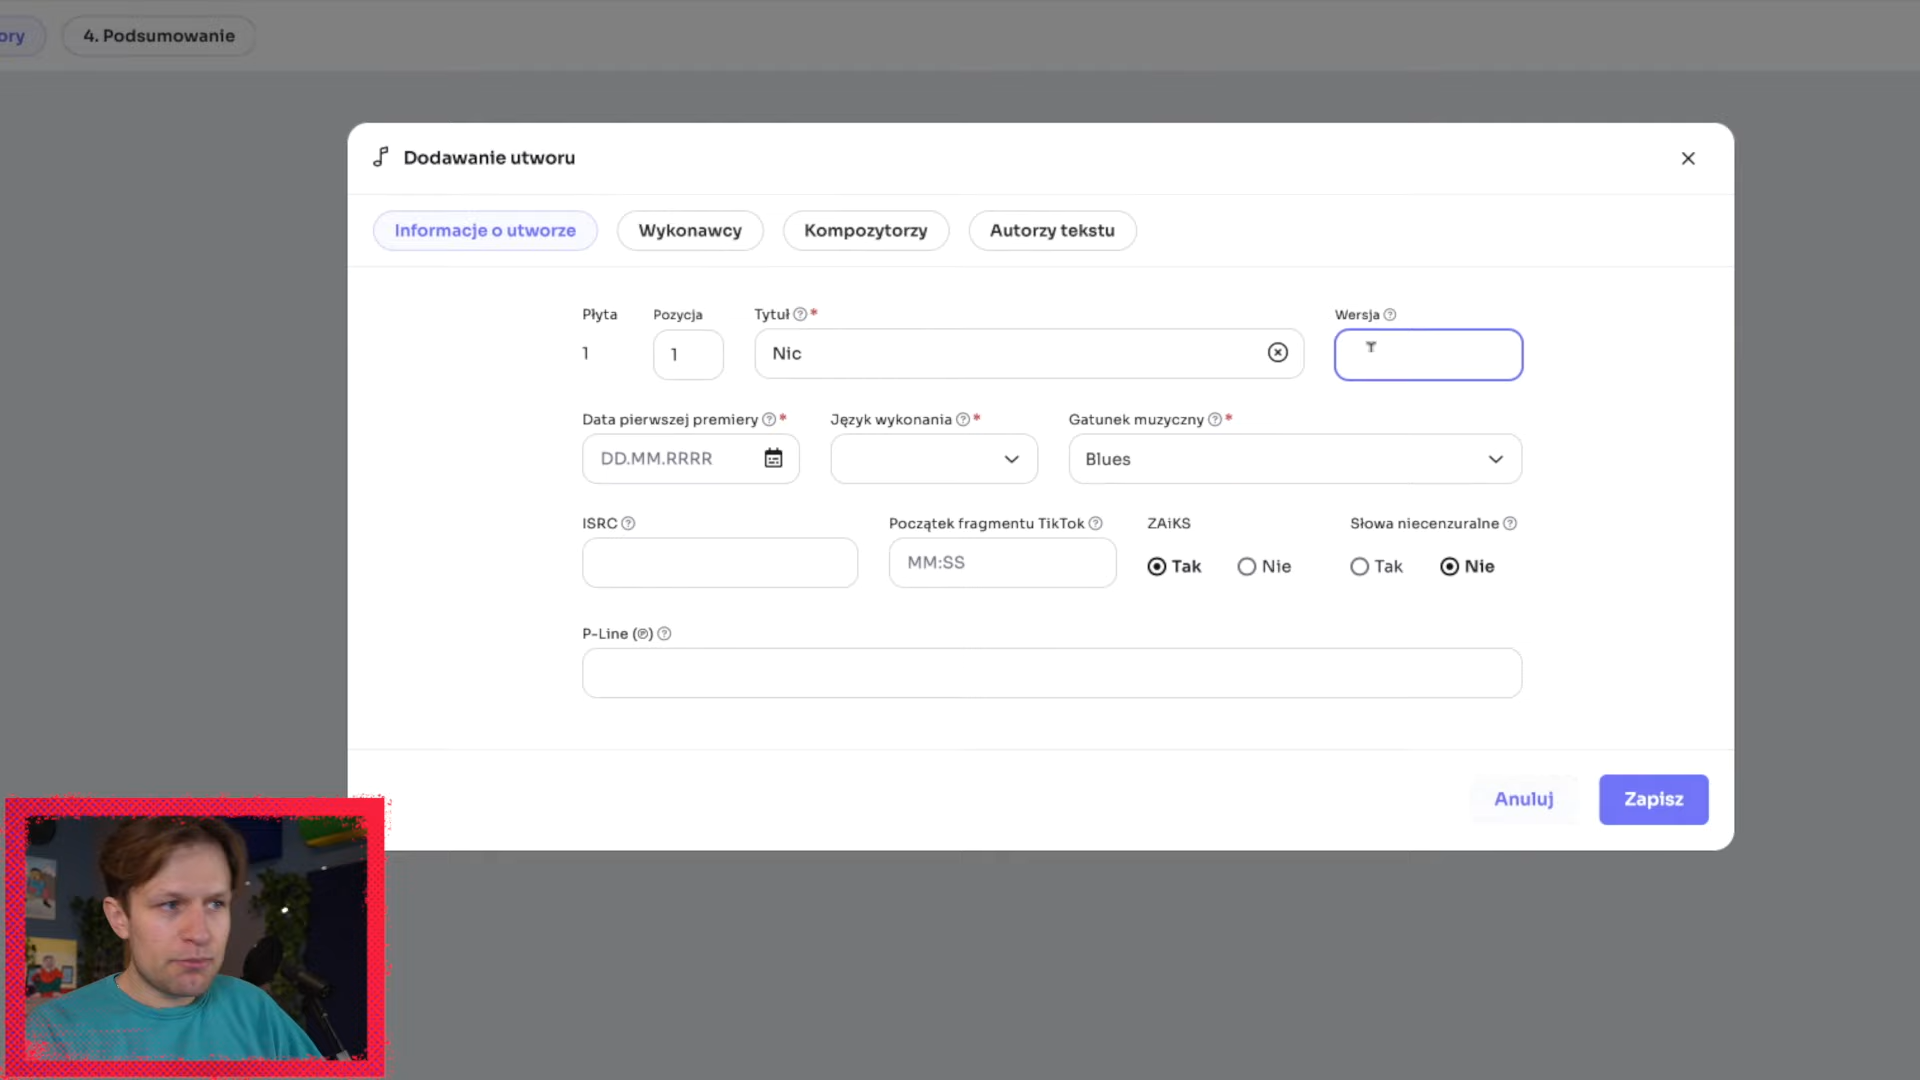 ory
4. Podsumowanie
Dodawanie utworu
Informacje o utworze
Wykonawcy
Kompozytorzy
Autorzy tekstu
Płyta
Pozycja
Tytuł *
Wersja
1
1
Nic
Data pierwszej premiery *
Język wykonania *
Gatunek muzyczny *
DD.MM.RRRR
Blues
ISRC
Początek fragmentu TikTok
ZAiKS
Słowa niecenzuralne
MM:SS
Tak
Nie
Tak
Nie
P-Line (℗)
Anuluj
Zapisz